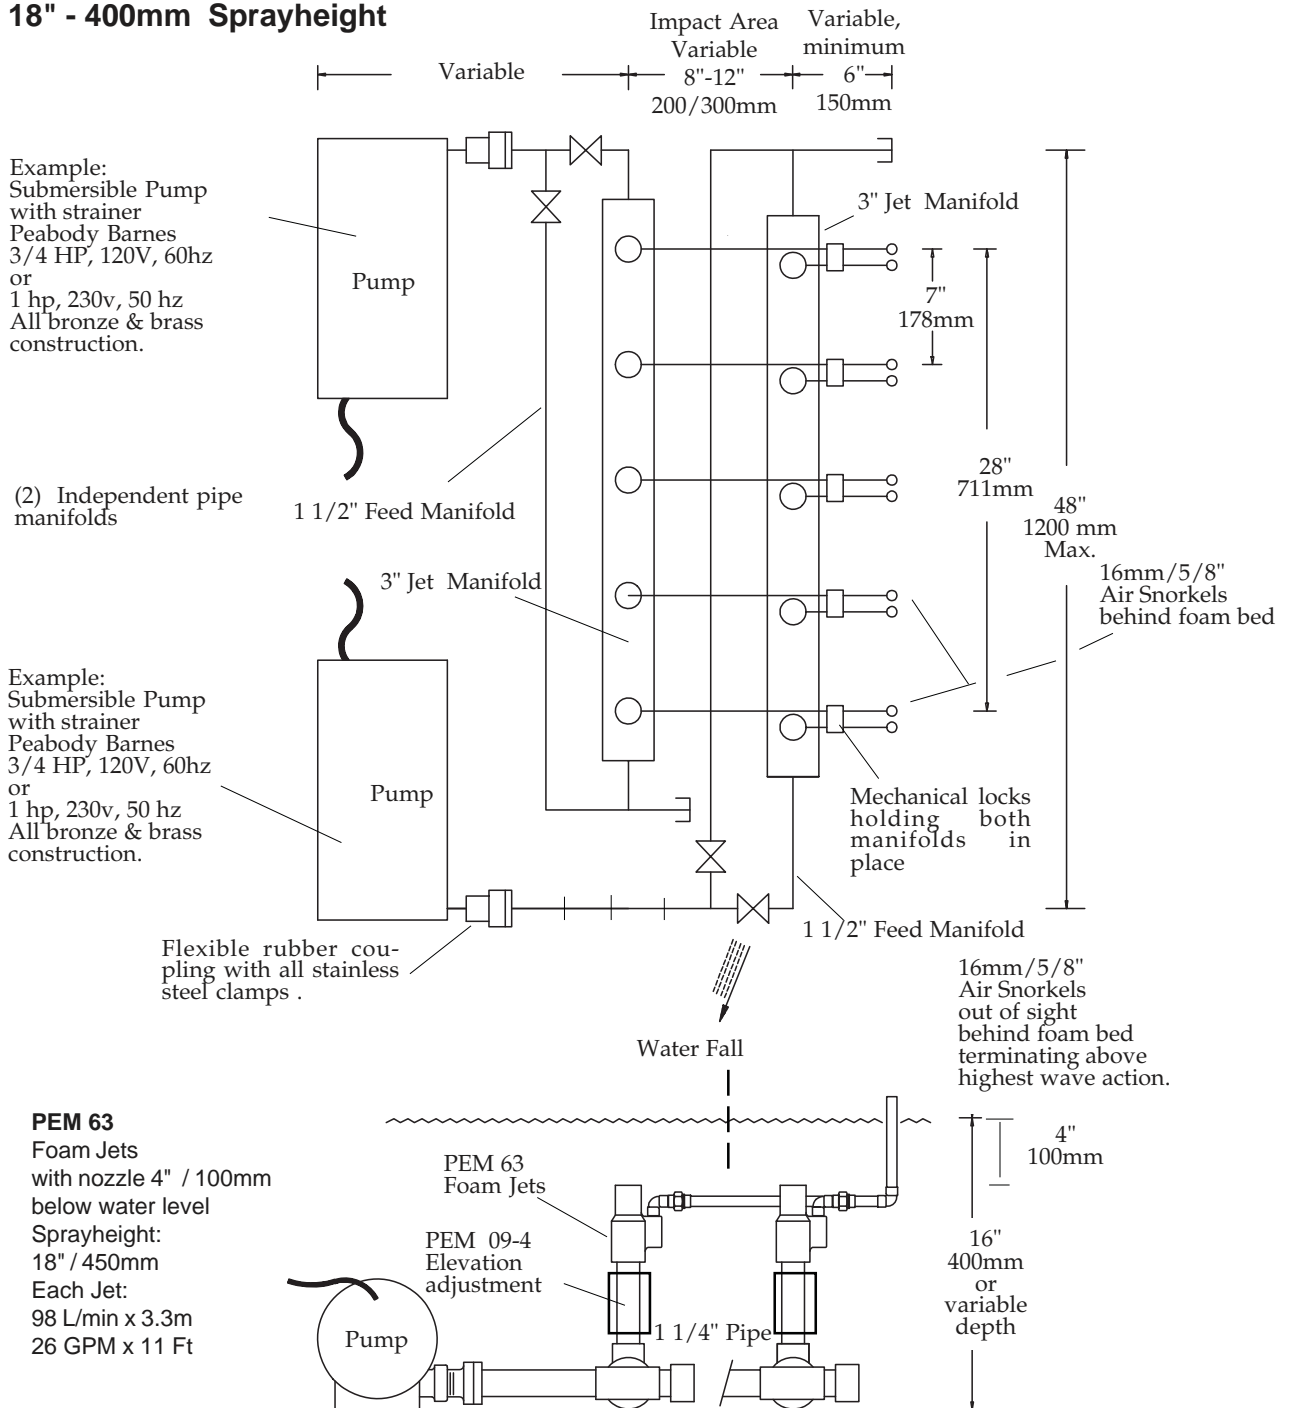 18" - 400mm Sprayheight
Variable
Impact Area
Variable
8"-12"
200/300mm
Variable,
minimum
6"
150mm
Example:
Submersible Pump
with strainer
Peabody Barnes
3/4 HP, 120V, 60hz
or
1 hp, 230v, 50 hz
All bronze & brass
construction.
Pump
3" Jet Manifold
7"
178mm
28"
711mm
48"
1200 mm
Max.
(2) Independent pipe
manifolds
1 1/2" Feed Manifold
3" Jet Manifold
16mm/5/8"
Air Snorkels
behind foam bed
Example:
Submersible Pump
with strainer
Peabody Barnes
3/4 HP, 120V, 60hz
or
1 hp, 230v, 50 hz
All bronze & brass
construction.
Pump
Mechanical locks
holding both
manifolds in
place
1 1/2" Feed Manifold
Flexible rubber cou-
pling with all stainless
steel clamps .
Water Fall
16mm/5/8"
Air Snorkels
out of sight
behind foam bed
terminating above
highest wave action.
PEM 63
Foam Jets
with nozzle 4" / 100mm
below water level
Sprayheight:
18" / 450mm
Each Jet:
98 L/min x 3.3m
26 GPM x 11 Ft
PEM 63
Foam Jets
PEM 09-4
Elevation
adjustment
1 1/4" Pipe
Pump
4"
100mm
16"
400mm
or
variable
depth